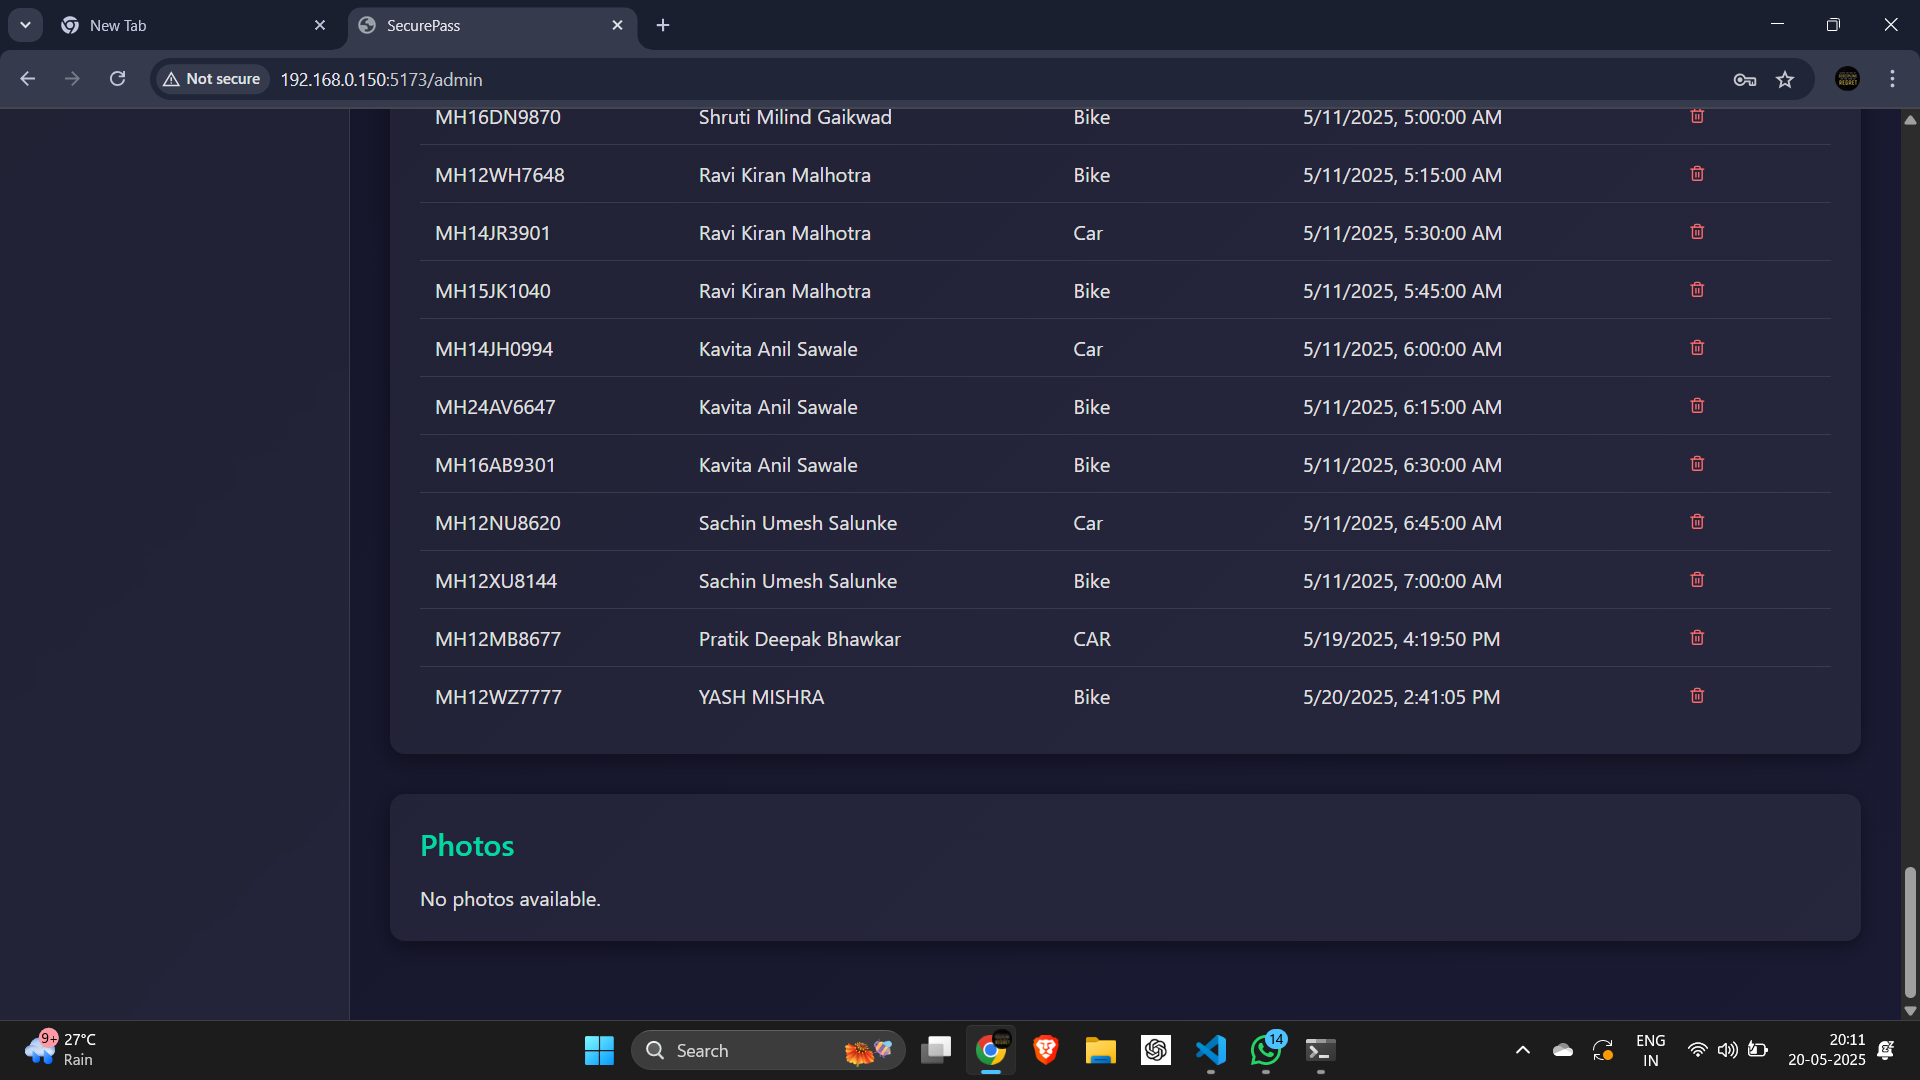 New Tab
SecurePass
Not secure
192.168.0.150:5173/admin
MH16DN9870 Shruti Milind Gaikwad Bike 5/11/2025, 5:00:00 AM
MH12WH7648 Ravi Kiran Malhotra Bike 5/11/2025, 5:15:00 AM
MH14JR3901 Ravi Kiran Malhotra Car 5/11/2025, 5:30:00 AM
MH15JK1040 Ravi Kiran Malhotra Bike 5/11/2025, 5:45:00 AM
MH14JH0994 Kavita Anil Sawale Car 5/11/2025, 6:00:00 AM
MH24AV6647 Kavita Anil Sawale Bike 5/11/2025, 6:15:00 AM
MH16AB9301 Kavita Anil Sawale Bike 5/11/2025, 6:30:00 AM
MH12NU8620 Sachin Umesh Salunke Car 5/11/2025, 6:45:00 AM
MH12XU8144 Sachin Umesh Salunke Bike 5/11/2025, 7:00:00 AM
MH12MB8677 Pratik Deepak Bhawkar CAR 5/19/2025, 4:19:50 PM
MH12WZ7777 YASH MISHRA Bike 5/20/2025, 2:41:05 PM
Photos
No photos available.
9+
27°C
Rain
Search
14
ENG
IN
20:11
20-05-2025